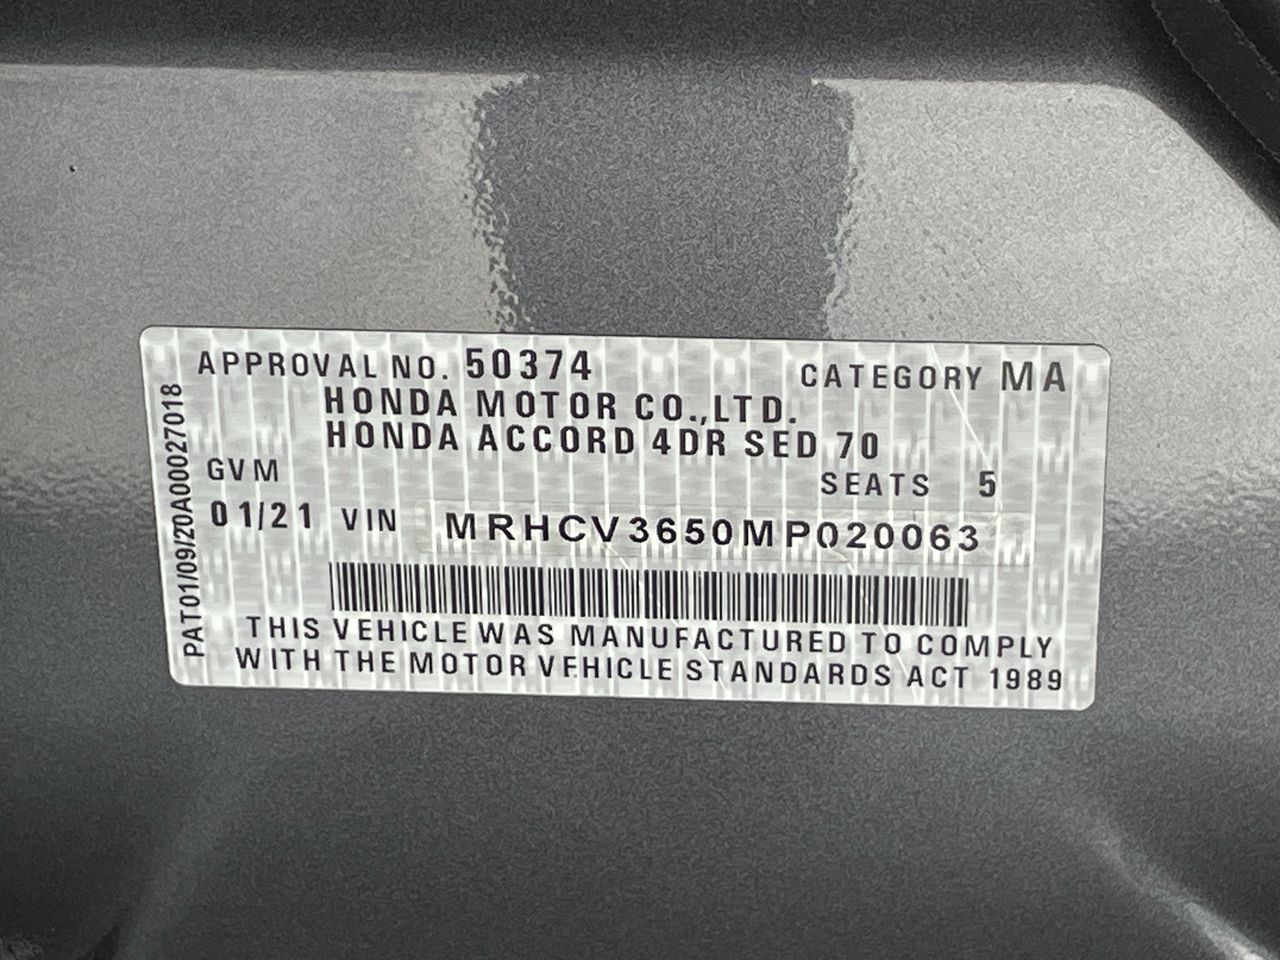 APPROVAL NO. 50374 CATEGORY MA
HONDA MOTOR CO.,LTD.
HONDA ACCORD 4DR SED 70
GVM SEATS 5
01/21 VIN MRHCV3650MP020063
THIS VEHICLE WAS MANUFACTURED TO COMPLY
WITH THE MOTOR VEHICLE STANDARDS ACT 1989
PAT01/09/20A00027018